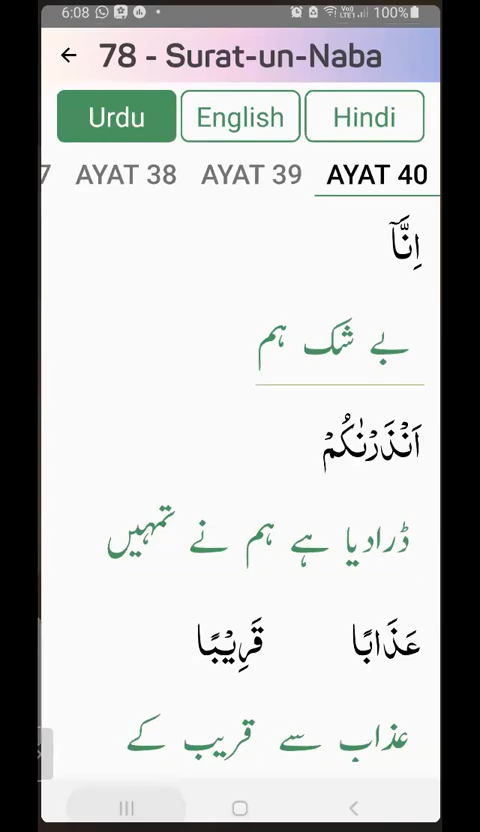 6:08 100%
78 - Surat-un-Naba
Urdu English Hindi
7 AYAT 38 AYAT 39 AYAT 40
اِنَّاۤ
بے شک ہم
اَنْذَرْنٰكُمْ
ڈرادیا ہے ہم نے تمہیں
عَذَابًا قَرِیْبًا
عذاب سے قریب کے